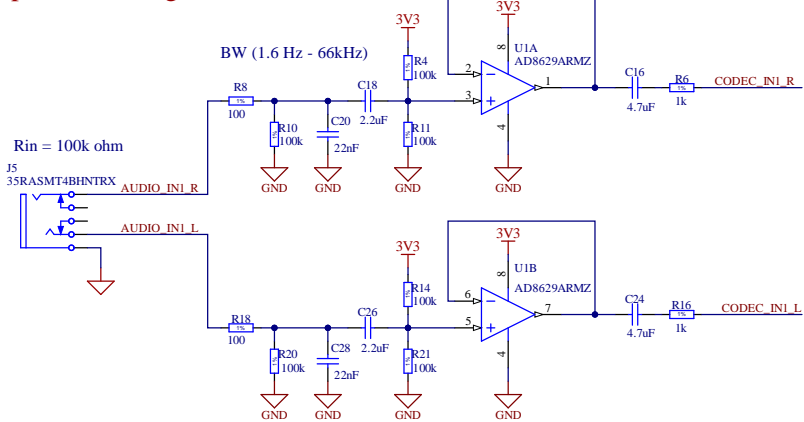 3V3
3V3
BW (1.6 Hz - 66kHz)
U1A
AD8629ARMZ
8
R4
100k
R8
C18
2
1
C16
R6
CODEC_IN1_R
3
100
2.2uF
4.7uF
1k
R10
C20
R11
100k
100k
22nF
4
Rin = 100k ohm
J5
35RASMT4BHNTRX
AUDIO_IN1_R
GND
GND
GND
GND
AUDIO_IN1_L
3V3
3V3
U1B
AD8629ARMZ
8
R14
100k
6
7
C24
R16
CODEC_IN1_L
R18
C26
5
100
2.2uF
4.7uF
1k
R20
C28
R21
100k
100k
22nF
4
GND
GND
GND
GND